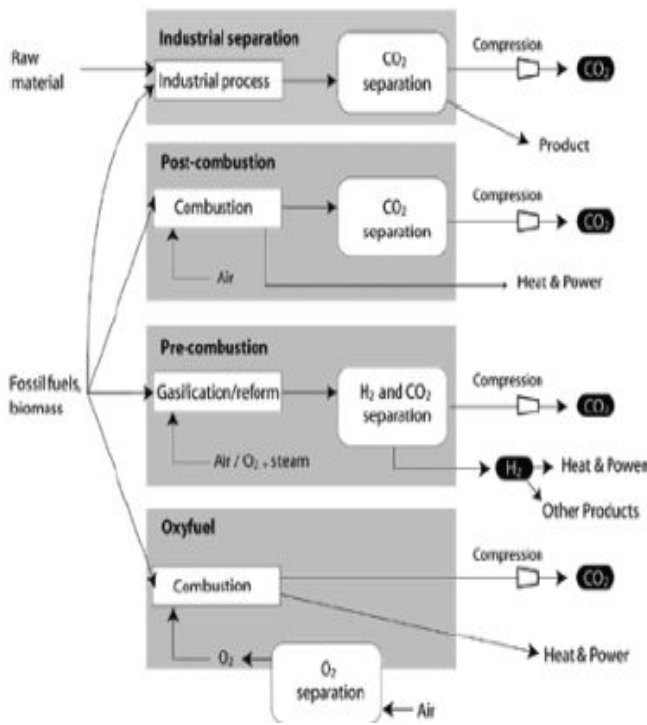 Industrial separation
Raw
material
Industrial process
CO₂
separation
Compression
CO₂
Product
Post-combustion
Combustion
CO₂
separation
Compression
CO₂
Air
Heat & Power
Pre-combustion
Fossil fuels,
biomass
Gasification/reform
H₂ and CO₂
separation
Compression
CO₂
Air / O₂ + steam
H₂
Heat & Power
Other Products
Oxyfuel
Combustion
Compression
CO₂
O₂
O₂
separation
Heat & Power
Air